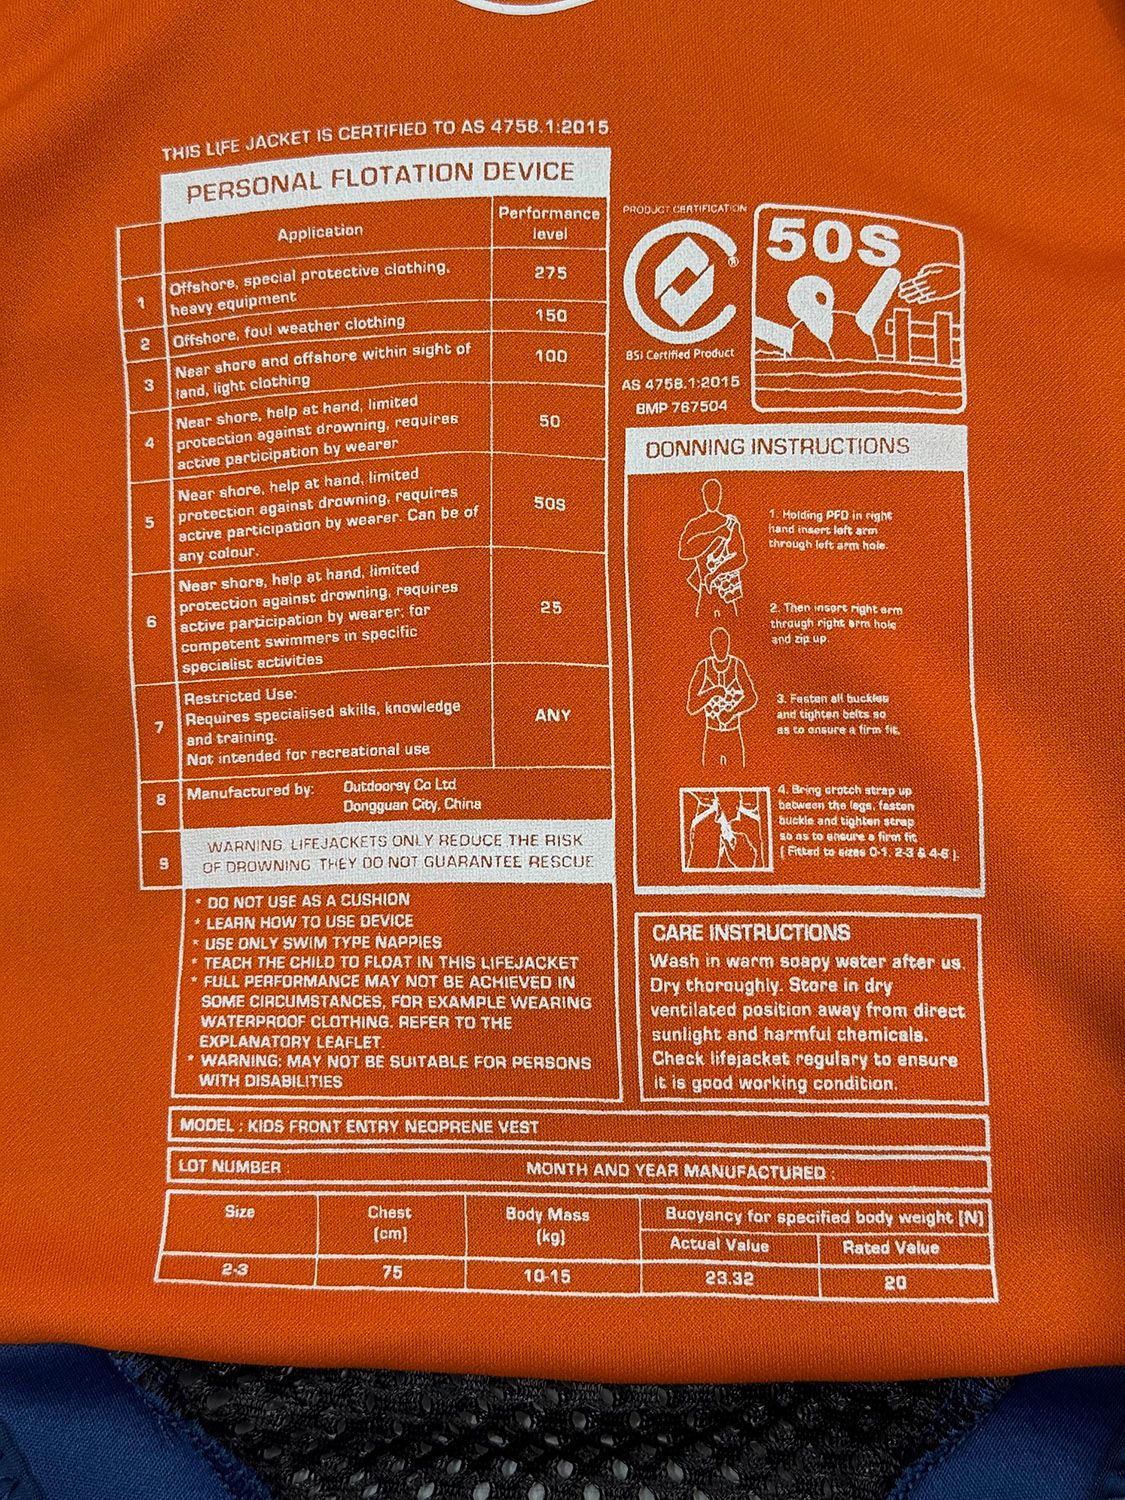 THIS LIFE JACKET IS CERTIFIED TO AS 4758.1:2015
PERSONAL FLOTATION DEVICE
Application
Performance
level
1
Offshore, special protective clothing,
heavy equipment
275
2
Offshore, foul weather clothing
150
3
Near shore and offshore within sight of
land, light clothing
100
4
Near shore, help at hand, limited
protection against drowning, requires
active participation by wearer
50
5
Near shore, help at hand, limited
protection against drowning, requires
active participation by wearer. Can be of
any colour.
50S
6
Near shore, help at hand, limited
protection against drowning, requires
active participation by wearer; for
competent swimmers in specific
specialist activities
25
7
Restricted Use:
Requires specialised skills, knowledge
and training.
Not intended for recreational use
ANY
8
Manufactured by: Outdooray Co Ltd
Dongguan City, China
9
WARNING. LIFEJACKETS ONLY REDUCE THE RISK
OF DROWNING THEY DO NOT GUARANTEE RESCUE
* DO NOT USE AS A CUSHION
* LEARN HOW TO USE DEVICE
* USE ONLY SWIM TYPE NAPPIES
* TEACH THE CHILD TO FLOAT IN THIS LIFEJACKET
* FULL PERFORMANCE MAY NOT BE ACHIEVED IN
SOME CIRCUMSTANCES, FOR EXAMPLE WEARING
WATERPROOF CLOTHING. REFER TO THE
EXPLANATORY LEAFLET.
* WARNING: MAY NOT BE SUITABLE FOR PERSONS
WITH DISABILITIES
PRODUCT CERTIFICATION
®
BSi Certified Product
AS 4758.1:2015
BMP 767504
50S
DONNING INSTRUCTIONS
1. Holding PFD in right
hand insert left arm
through left arm hole.
2. Then insert right arm
through right arm hole
and zip up.
3. Fasten all buckles
and tighten belts so
as to ensure a firm fit.
4. Bring crotch strap up
between the legs, fasten
buckle and tighten strap
so as to ensure a firm fit
( Fitted to sizes 0-1. 2-3 & 4-6 ).
CARE INSTRUCTIONS
Wash in warm soapy water after us.
Dry thoroughly. Store in dry
ventilated position away from direct
sunlight and harmful chemicals.
Check lifejacket regulary to ensure
it is good working condition.
MODEL : KIDS FRONT ENTRY NEOPRENE VEST
LOT NUMBER : MONTH AND YEAR MANUFACTURED :
Size
Chest
(cm)
Body Mass
(kg)
Buoyancy for specified body weight (N)
Actual Value
Rated Value
2-3
75
10-15
23.32
20